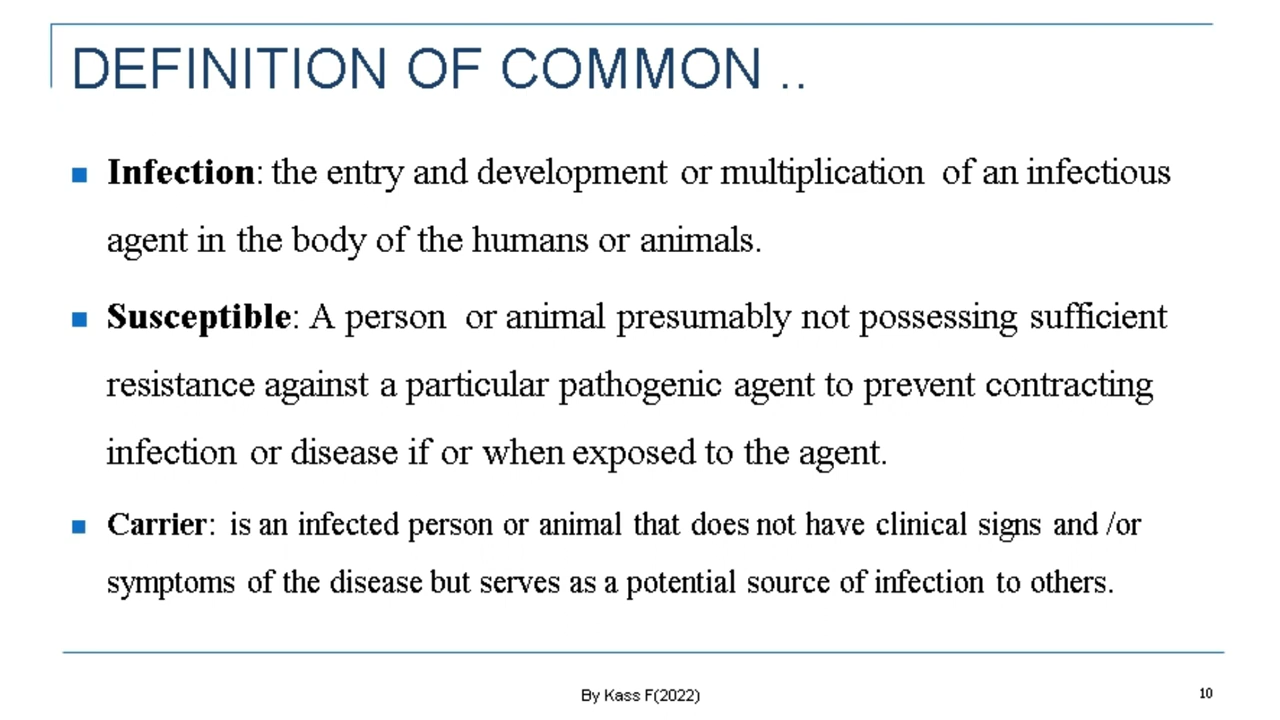 DEFINITION OF COMMON ..
Infection: the entry and development or multiplication of an infectious
agent in the body of the humans or animals.
Susceptible: A person or animal presumably not possessing sufficient
resistance against a particular pathogenic agent to prevent contracting
infection or disease if or when exposed to the agent.
Carrier: is an infected person or animal that does not have clinical signs and /or
symptoms of the disease but serves as a potential source of infection to others.
By Kass F(2022)
10